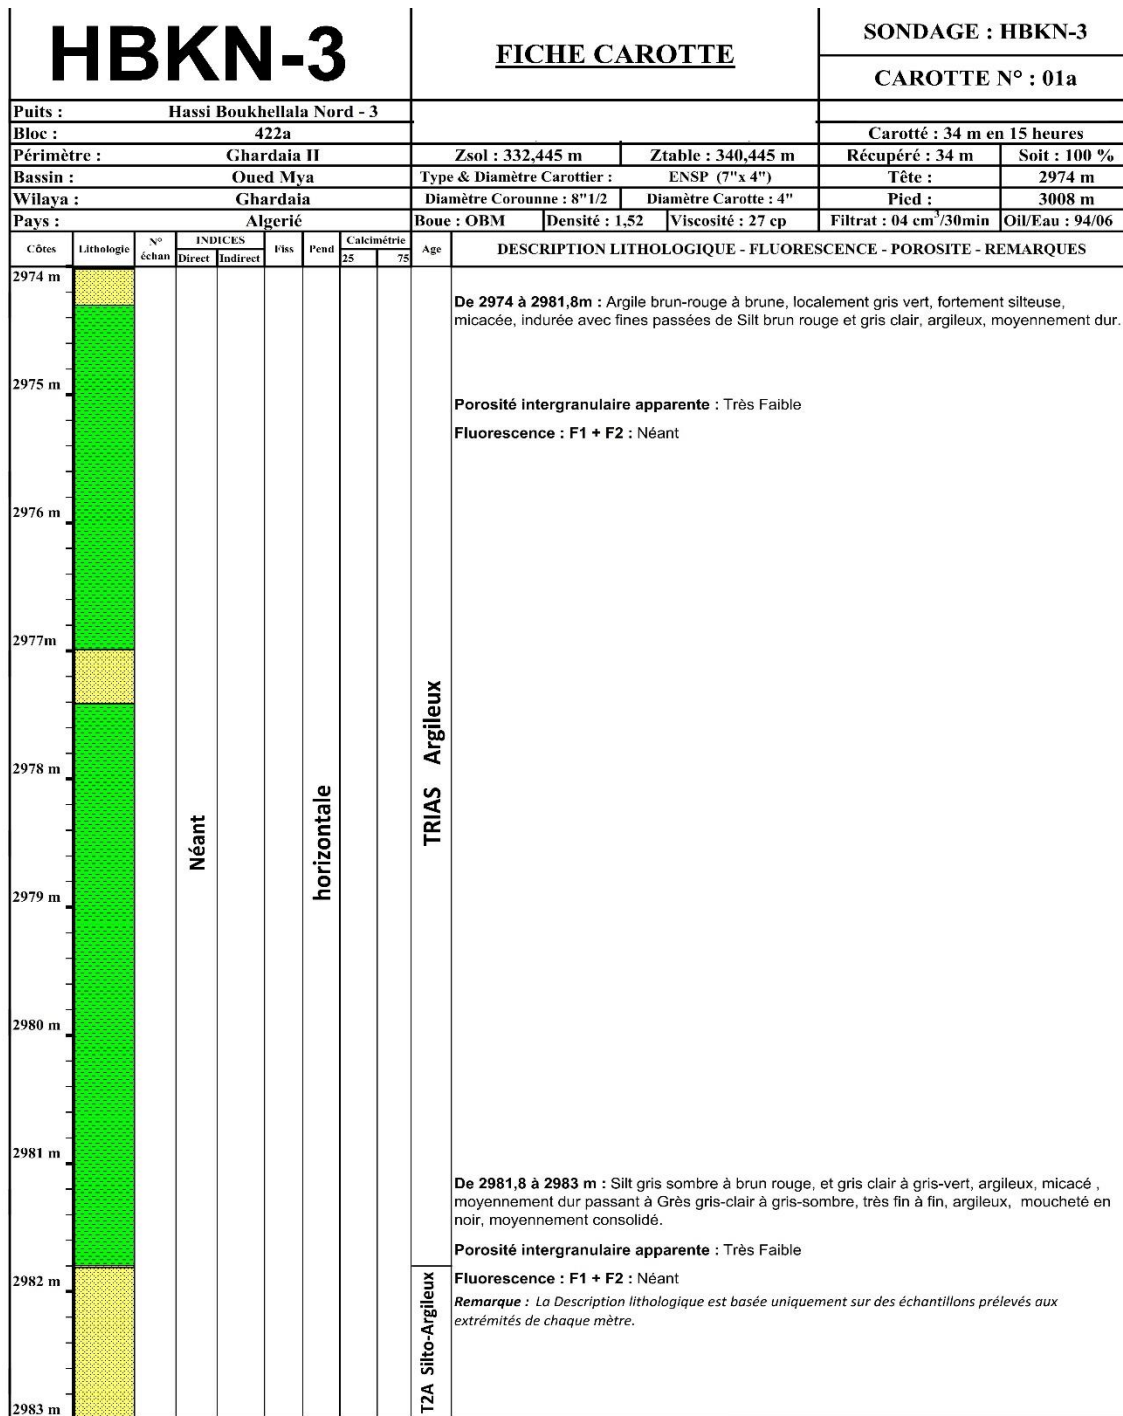 HBKN-3
FICHE CAROTTE
SONDAGE : HBKN-3
CAROTTE N° : 01a
Puits : Hassi Boukhellala Nord - 3
Bloc : 422a
Carotté : 34 m en 15 heures
Périmètre : Ghardaia II
Zsol : 332,445 m
Ztable : 340,445 m
Récupéré : 34 m
Soit : 100 %
Bassin : Oued Mya
Type & Diamètre Carottier : ENSP (7"x 4")
Tête : 2974 m
Wilaya : Ghardaia
Diamètre Corounne : 8"1/2
Diamètre Carotte : 4"
Pied : 3008 m
Pays : Algerié
Boue : OBM
Densité : 1,52
Viscosité : 27 cp
Filtrat : 04 cm³/30min
Oil/Eau : 94/06
Côtes
Lithologie
N° échan
INDICES
Direct
Indirect
Fiss
Pend
Calcimétrie
25 75
Age
DESCRIPTION LITHOLOGIQUE - FLUORESCENCE - POROSITE - REMARQUES
2974 m
De 2974 à 2981,8m : Argile brun-rouge à brune, localement gris vert, fortement silteuse,
micacée, indurée avec fines passées de Silt brun rouge et gris clair, argileux, moyennement dur.
2975 m
Porosité intergranulaire apparente : Très Faible
Fluorescence : F1 + F2 : Néant
2976 m
2977m
2978 m
TRIAS Argileux
Néant
horizontale
2979 m
2980 m
2981 m
De 2981,8 à 2983 m : Silt gris sombre à brun rouge, et gris clair à gris-vert, argileux, micacé ,
moyennement dur passant à Grès gris-clair à gris-sombre, très fin à fin, argileux, moucheté en
noir, moyennement consolidé.
Porosité intergranulaire apparente : Très Faible
2982 m
Fluorescence : F1 + F2 : Néant
Remarque : La Description lithologique est basée uniquement sur des échantillons prélevés aux
extrémités de chaque mètre.
T2A Silto-Argileux
2983 m